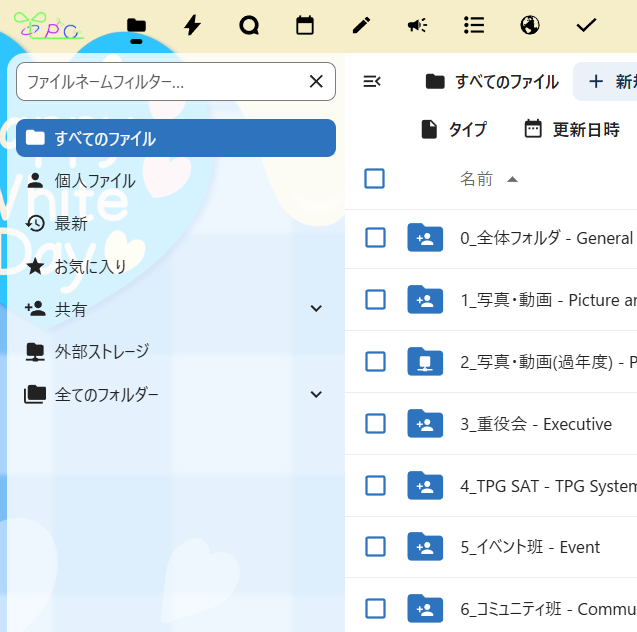 TPG
ファイルネームフィルター...
すべてのファイル
新規
タイプ
更新日時
すべてのファイル
個人ファイル
最新
お気に入り
共有
外部ストレージ
全てのフォルダー
Happy
White
Day
名前
0_全体フォルダ - General
1_写真・動画 - Picture
2_写真・動画(過年度) - P
3_重役会 - Executive
4_TPG SAT - TPG System
5_イベント班 - Event
6_コミュニティ班 - Commu